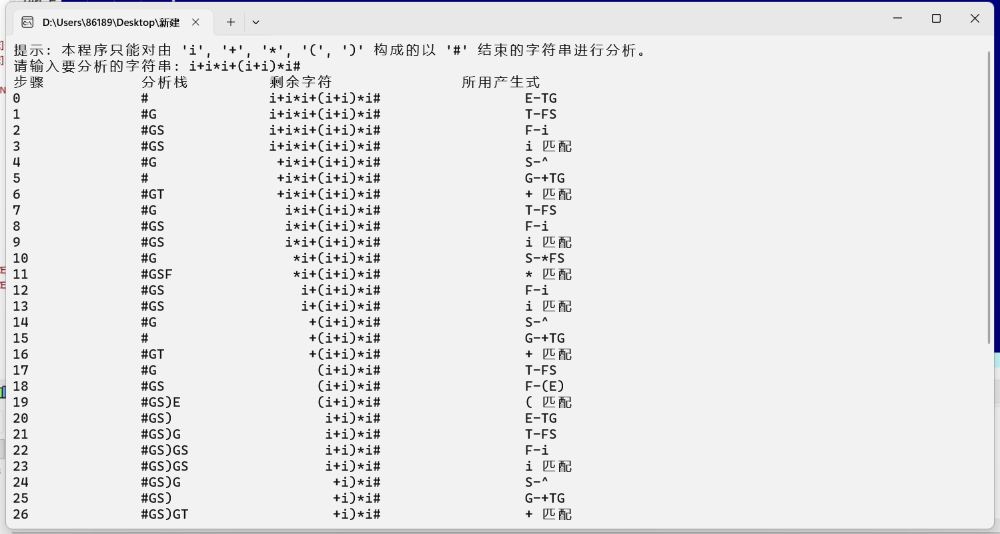 D:\Users\86189\Desktop\新建
提示: 本程序只能对由 'i', '+', '*', '(', ')' 构成的以 '#' 结束的字符串进行分析。
请输入要分析的字符串: i+i*i+(i+i)*i#
步骤 分析栈 剩余字符 所用产生式
0 # i+i*i+(i+i)*i# E-TG
1 #G i+i*i+(i+i)*i# T-FS
2 #GS i+i*i+(i+i)*i# F-i
3 #GS i+i*i+(i+i)*i# i 匹配
4 #G +i*i+(i+i)*i# S-^
5 # +i*i+(i+i)*i# G-+TG
6 #GT +i*i+(i+i)*i# + 匹配
7 #G i*i+(i+i)*i# T-FS
8 #GS i*i+(i+i)*i# F-i
9 #GS i*i+(i+i)*i# i 匹配
10 #G *i+(i+i)*i# S-*FS
11 #GSF *i+(i+i)*i# * 匹配
12 #GS i+(i+i)*i# F-i
13 #GS i+(i+i)*i# i 匹配
14 #G +(i+i)*i# S-^
15 # +(i+i)*i# G-+TG
16 #GT +(i+i)*i# + 匹配
17 #G (i+i)*i# T-FS
18 #GS (i+i)*i# F-(E)
19 #GS)E (i+i)*i# ( 匹配
20 #GS) i+i)*i# E-TG
21 #GS)G i+i)*i# T-FS
22 #GS)GS i+i)*i# F-i
23 #GS)GS i+i)*i# i 匹配
24 #GS)G +i)*i# S-^
25 #GS) +i)*i# G-+TG
26 #GS)GT +i)*i# + 匹配